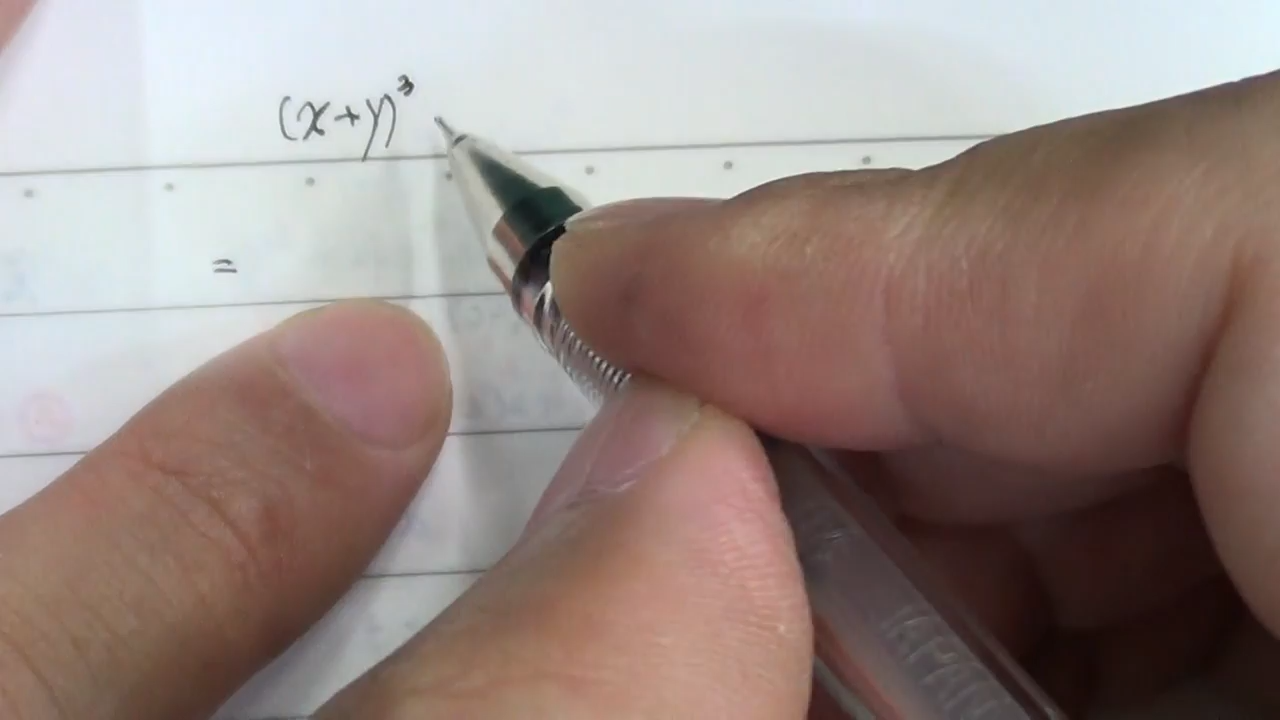 (x+y)³
=